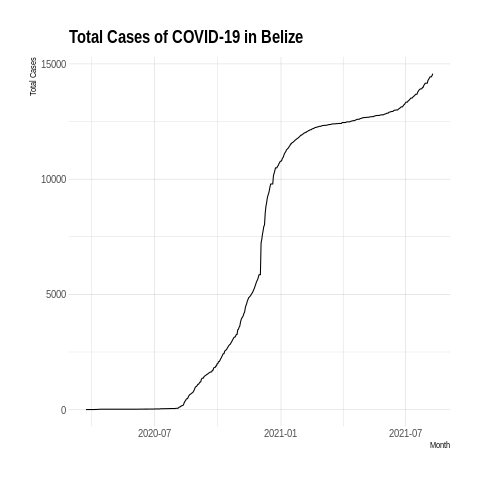 Total Cases of COVID-19 in Belize
Total Cases
15000
10000
5000
0
2020-07
2021-01
2021-07
Month